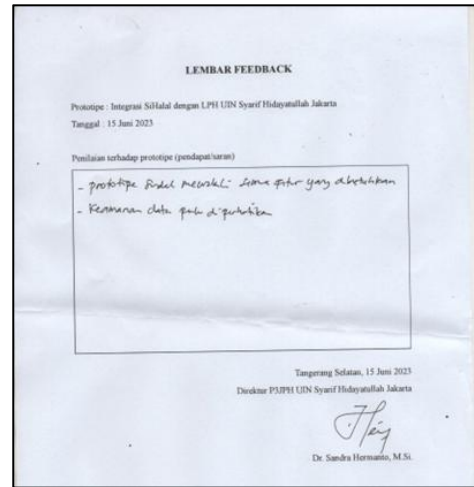 LEMBAR FEEDBACK
Prototipe : Integrasi SiHalal dengan LPH UIN Syarif Hidayatullah Jakarta
Tanggal : 15 Juni 2023
Penilaian terhadap prototipe (pendapat/saran)
- prototipe sudah mewakili semua fitur yang dibutuhkan
- Keamanan data perlu diperhatikan
Tangerang Selatan, 15 Juni 2023
Direktur P3JPH UIN Syarif Hidayatullah Jakarta
Dr. Sandra Hermanto, M.Si.